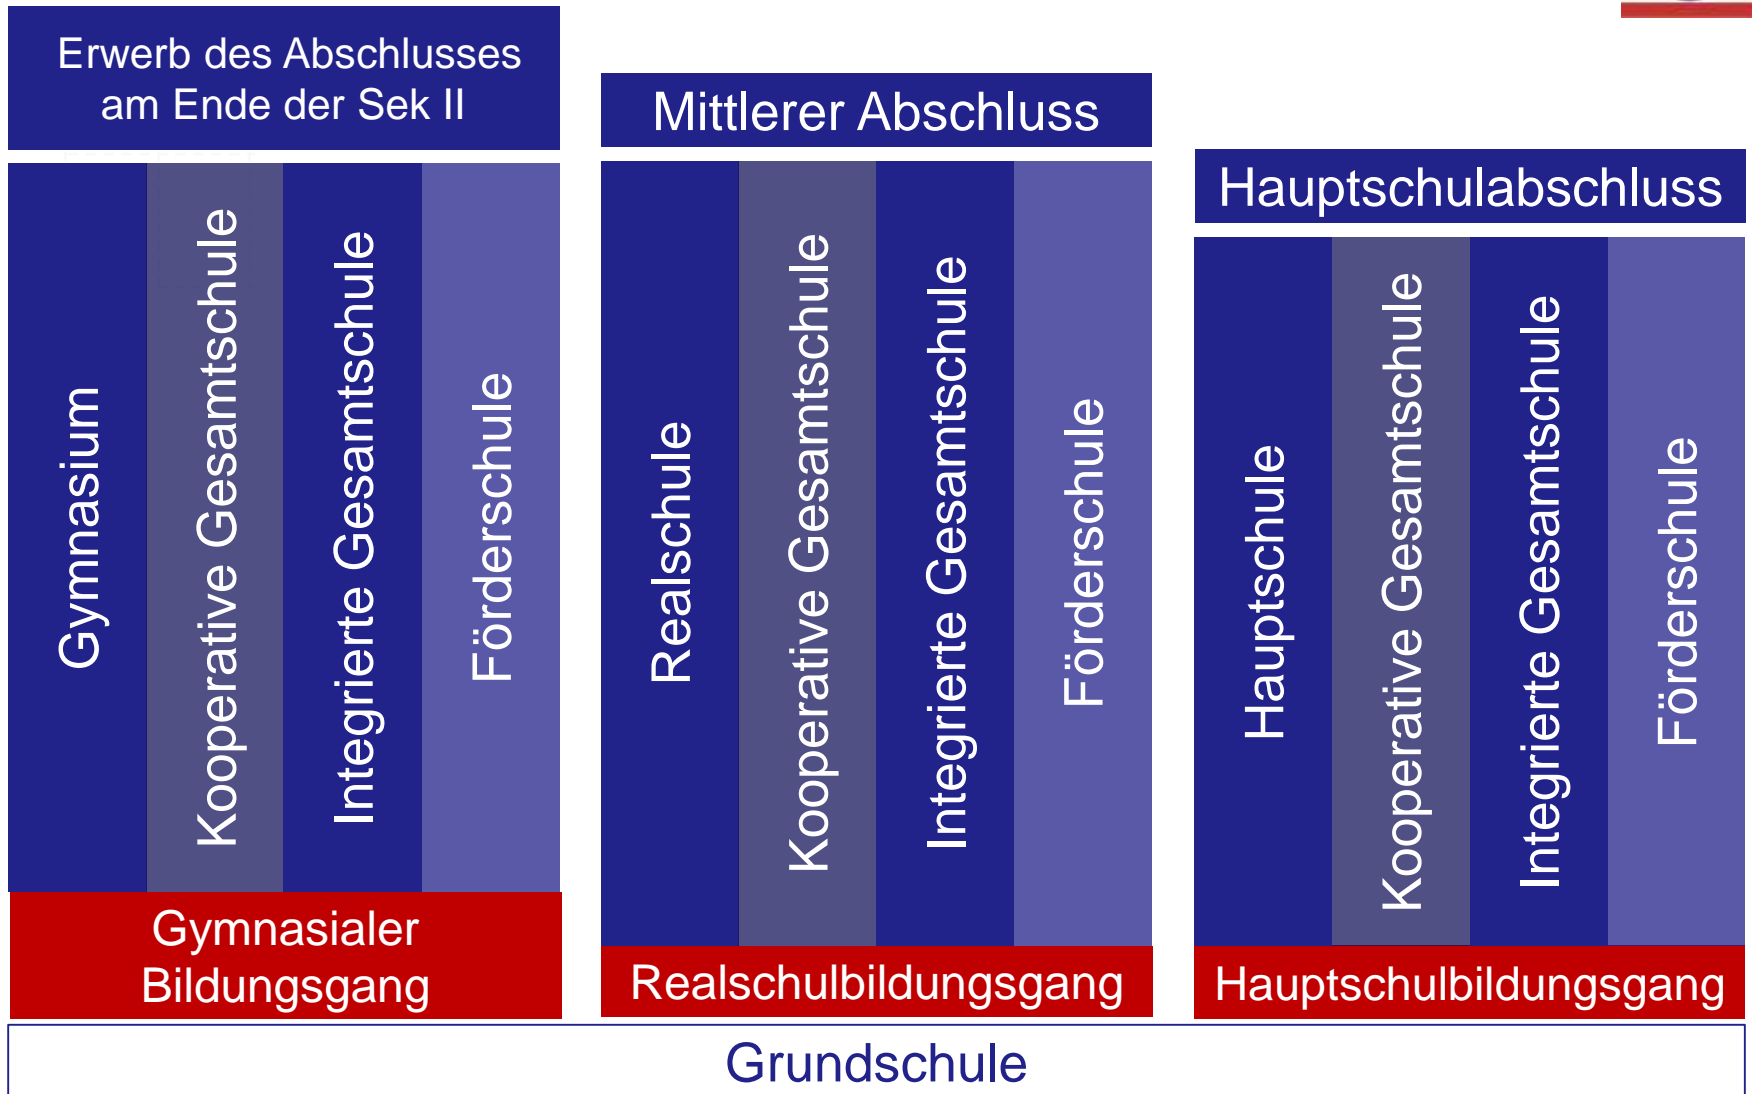 Erwerb des Abschlusses
am Ende der Sek II
Gymnasium
Kooperative Gesamtschule
Integrierte Gesamtschule
Förderschule
Gymnasialer
Bildungsgang
Mittlerer Abschluss
Realschule
Kooperative Gesamtschule
Integrierte Gesamtschule
Förderschule
Realschulbildungsgang
Hauptschulabschluss
Hauptschule
Kooperative Gesamtschule
Integrierte Gesamtschule
Förderschule
Hauptschulbildungsgang
Grundschule